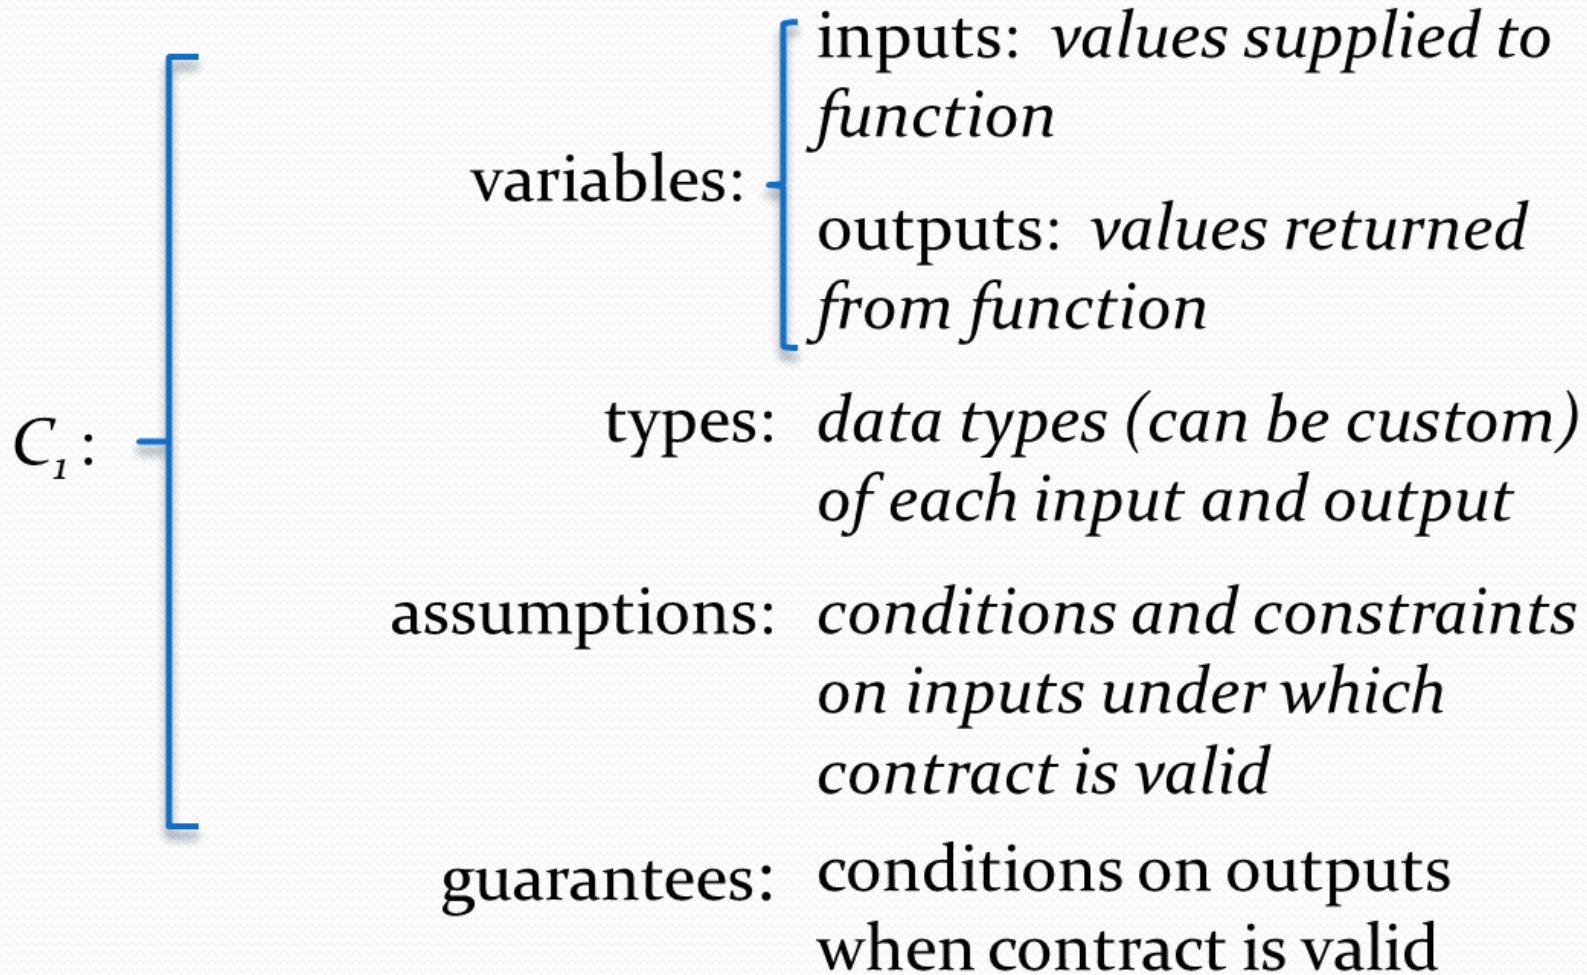 inputs: values supplied to
function
variables:
outputs: values returned
from function
types: data types (can be custom)
C₁:
of each input and output
assumptions: conditions and constraints
on inputs under which
contract is valid
guarantees: conditions on outputs
when contract is valid